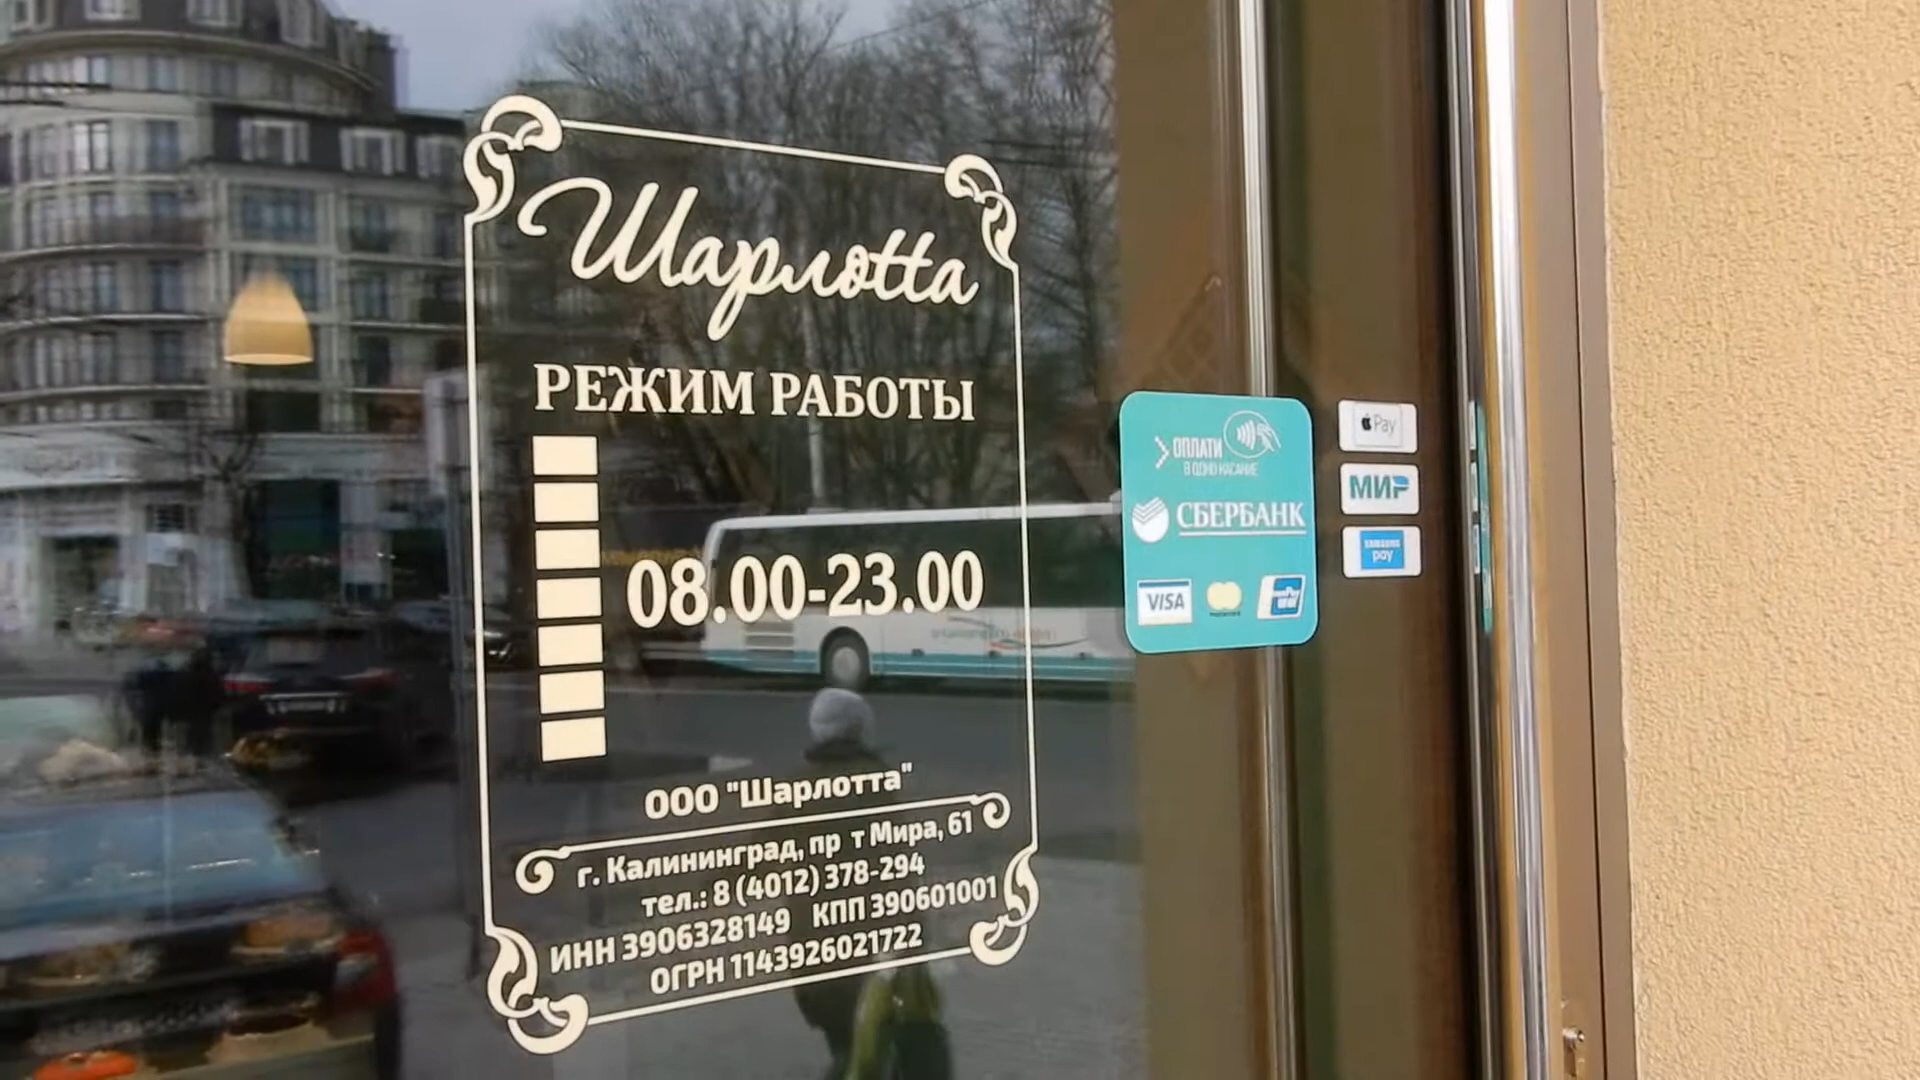 Шарлотта
РЕЖИМ РАБОТЫ
08.00-23.00
ООО "Шарлотта"
г. Калининград, пр т Мира, 61
тел.: 8 (4012) 378-294
ИНН 3906328149 КПП 390601001
ОГРН 1143926021722
ОПЛАТИ
В ОДНО КАСАНИЕ
СБЕРБАНК
VISA
Pay
МИР
SAMSUNG
pay